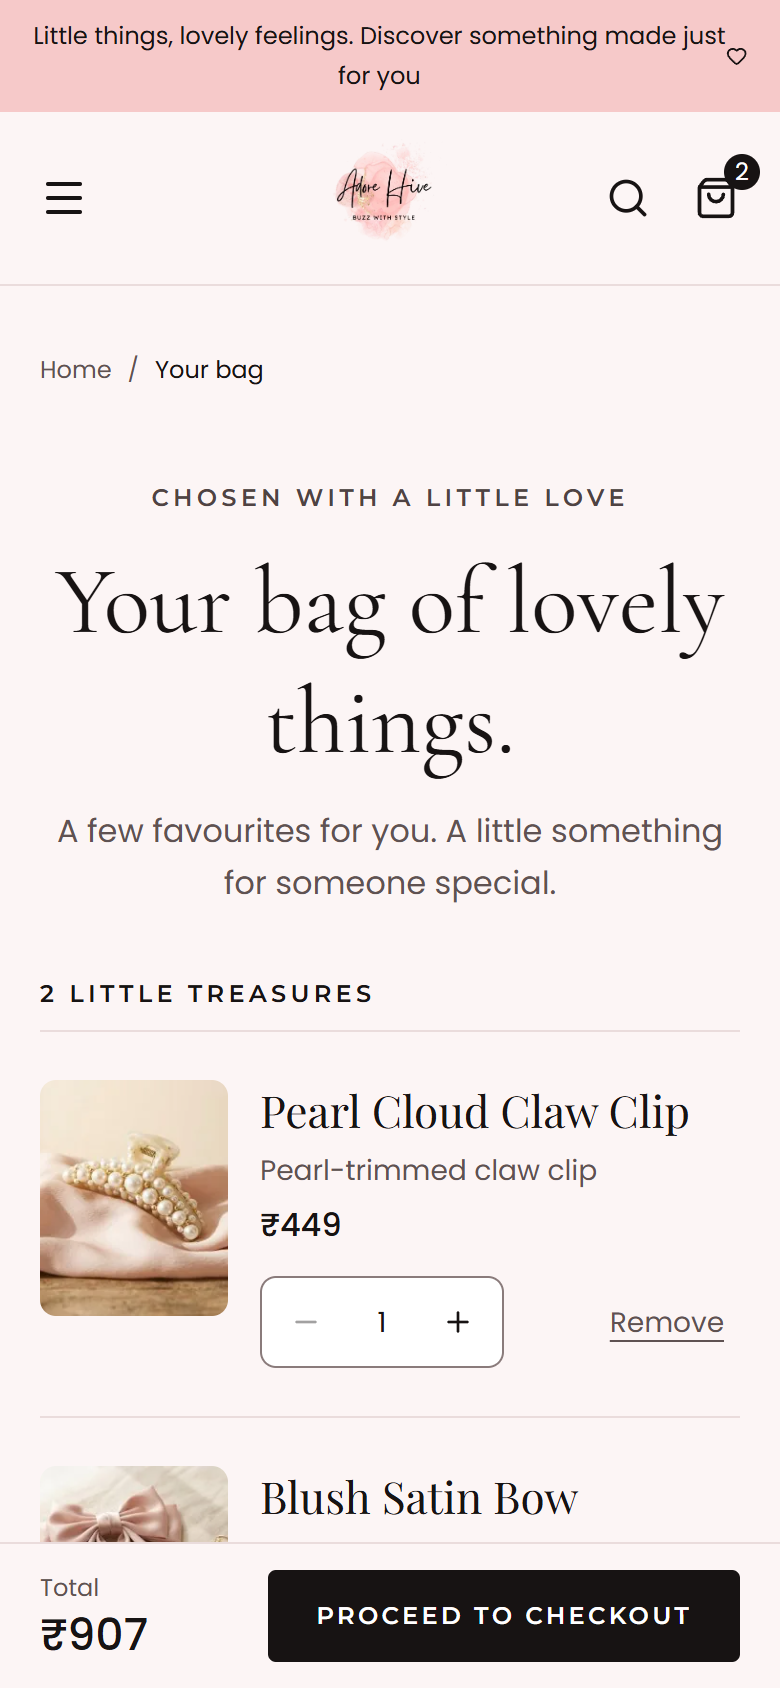 Little things, lovely feelings. Discover something made just
for you
Adore Hive
BUZZ WITH STYLE
2
Home / Your bag
CHOSEN WITH A LITTLE LOVE
Your bag of lovely
things.
A few favourites for you. A little something
for someone special.
2 LITTLE TREASURES
Pearl Cloud Claw Clip
Pearl-trimmed claw clip
₹449
1
Remove
Blush Satin Bow
Total
₹907
PROCEED TO CHECKOUT